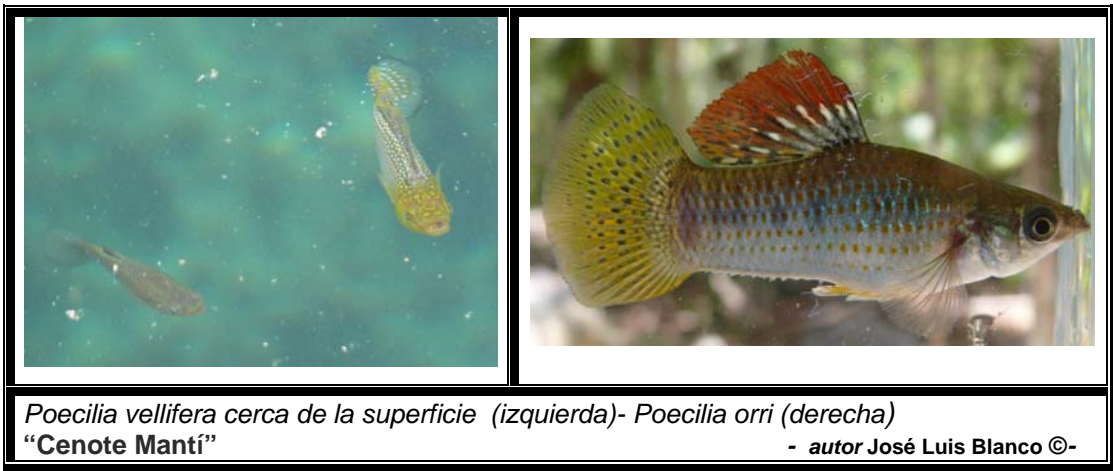 Poecilia vellifera cerca de la superficie (izquierda)- Poecilia orri (derecha)
“Cenote Mantí” - autor José Luis Blanco ©-